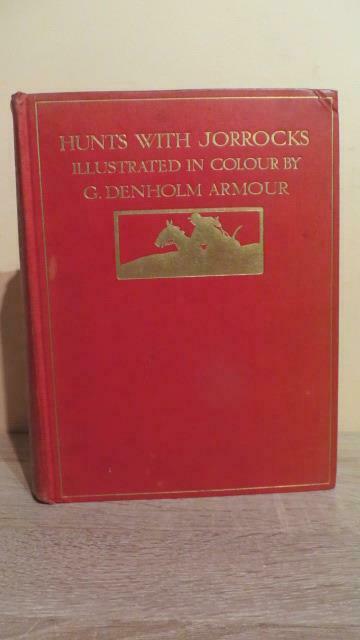 HUNTS WITH JORROCKS
ILLUSTRATED IN COLOUR BY
G. DENHOLM ARMOUR